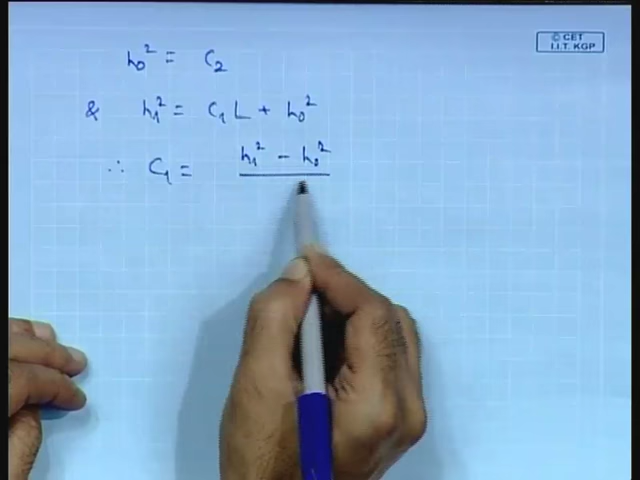 © CET
I.I.T. KGP
h₀² = C₂
& h₁² = C₁ L + h₀²
∴ C₁ = h₁² − h₀²